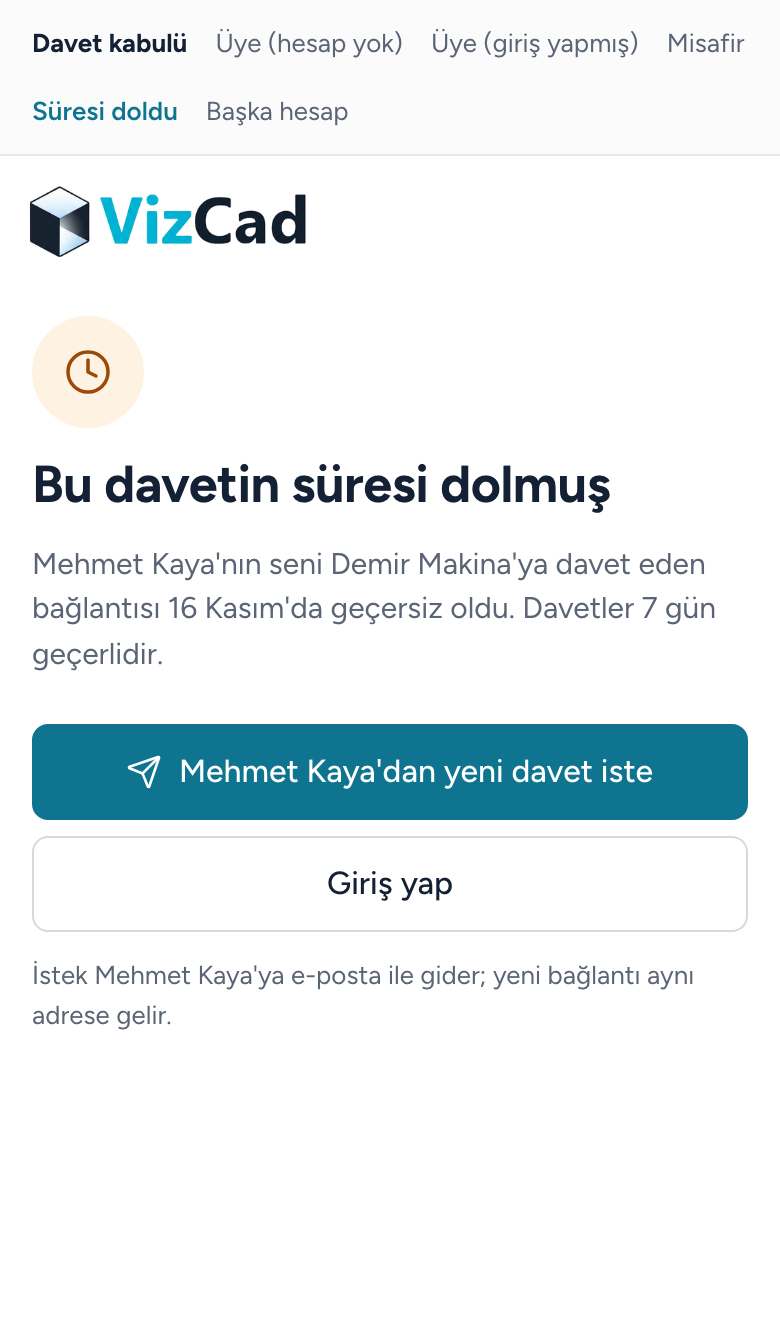 Davet kabulü Üye (hesap yok) Üye (giriş yapmış) Misafir
Süresi doldu Başka hesap
VizCad
Bu davetin süresi dolmuş
Mehmet Kaya'nın seni Demir Makina'ya davet eden
bağlantısı 16 Kasım'da geçersiz oldu. Davetler 7 gün
geçerlidir.
Mehmet Kaya'dan yeni davet iste
Giriş yap
İstek Mehmet Kaya'ya e-posta ile gider; yeni bağlantı aynı
adrese gelir.